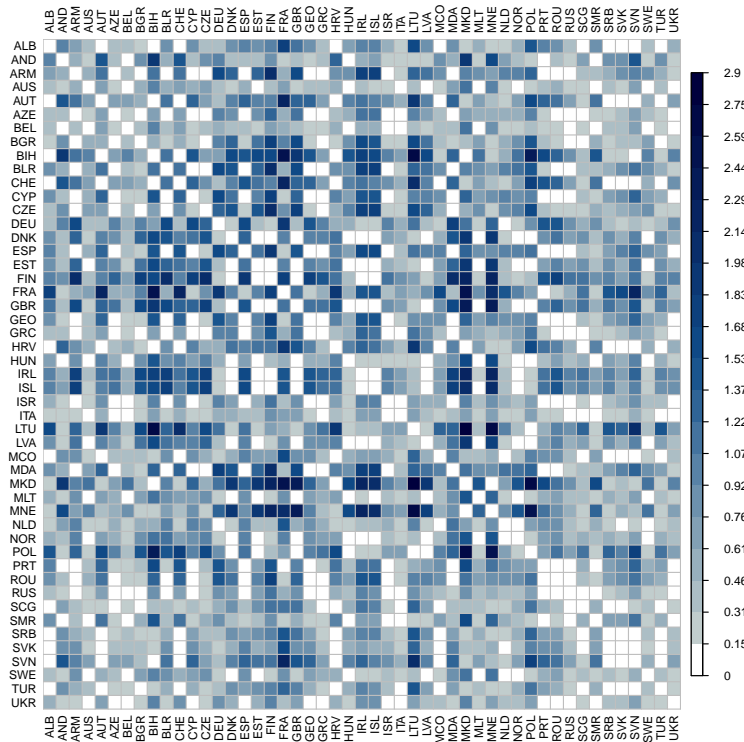 ALB AND ARM AUS AUT AZE BEL BGR BIH BLR CHE CYP CZE DEU DNK ESP EST FIN FRA GBR GEO GRC HRV HUN IRL ISL ISR ITA LTU LVA MCO MDA MKD MLT MNE NLD NOR POL PRT ROU RUS SCG SMR SRB SVK SVN SWE TUR UKR
ALB
AND
ARM
AUS
AUT
AZE
BEL
BGR
BIH
BLR
CHE
CYP
CZE
DEU
DNK
ESP
EST
FIN
FRA
GBR
GEO
GRC
HRV
HUN
IRL
ISL
ISR
ITA
LTU
LVA
MCO
MDA
MKD
MLT
MNE
NLD
NOR
POL
PRT
ROU
RUS
SCG
SMR
SRB
SVK
SVN
SWE
TUR
UKR
ALB AND ARM AUS AUT AZE BEL BGR BIH BLR CHE CYP CZE DEU DNK ESP EST FIN FRA GBR GEO GRC HRV HUN IRL ISL ISR ITA LTU LVA MCO MDA MKD MLT MNE NLD NOR POL PRT ROU RUS SCG SMR SRB SVK SVN SWE TUR UKR
2.9
2.75
2.59
2.44
2.29
2.14
1.98
1.83
1.68
1.53
1.37
1.22
1.07
0.92
0.76
0.61
0.46
0.31
0.15
0